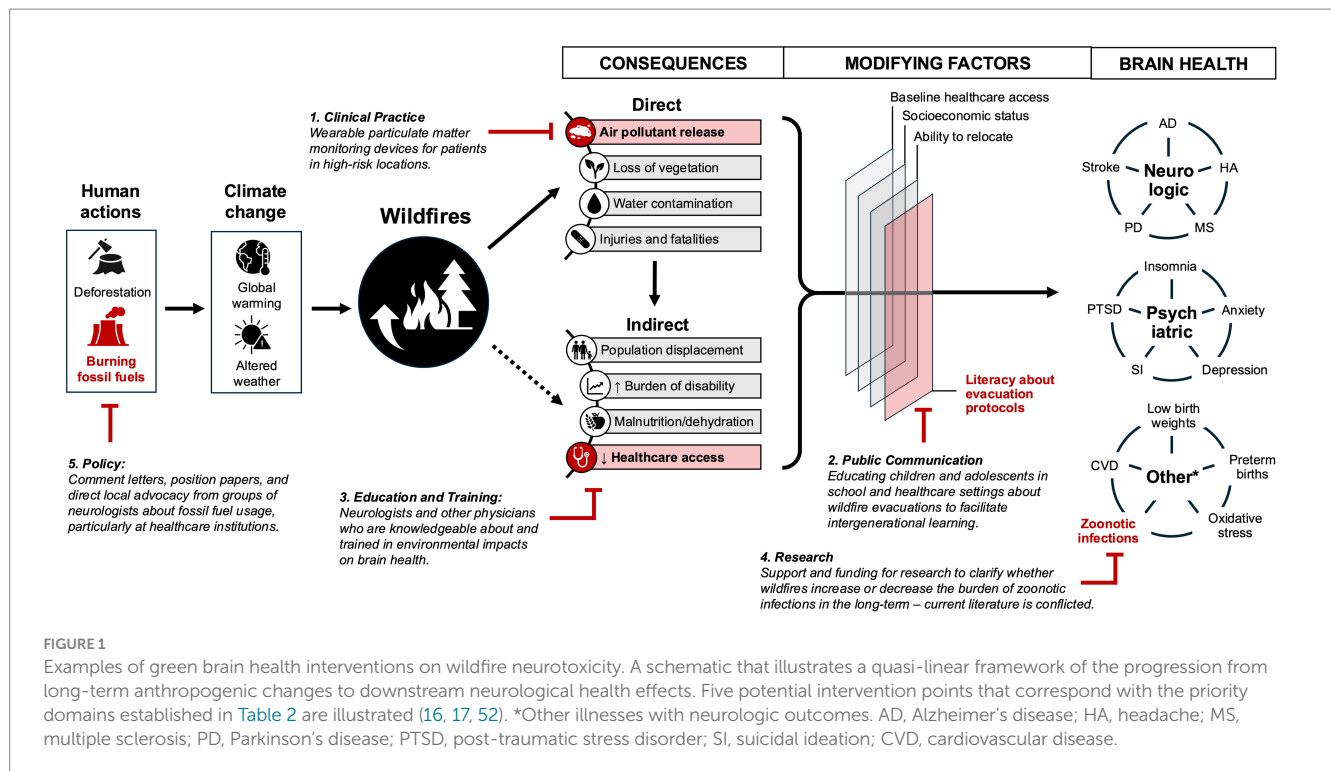 CONSEQUENCES
MODIFYING FACTORS
BRAIN HEALTH
1. Clinical Practice
Wearable particulate matter
monitoring devices for patients
in high-risk locations.
Human
actions
Deforestation
Burning
fossil fuels
Climate
change
Global
warming
Altered
weather
Wildfires
Direct
Air pollutant release
Loss of vegetation
Water contamination
Injuries and fatalities
Indirect
Population displacement
↑ Burden of disability
Malnutrition/dehydration
↓ Healthcare access
Baseline healthcare access
Socioeconomic status
Ability to relocate
Literacy about
evacuation
protocols
AD
Stroke
Neuro
logic
HA
PD
MS
Insomnia
PTSD
Psych
iatric
Anxiety
SI
Depression
Low birth
weights
CVD
Other*
Preterm
births
Zoonotic
infections
Oxidative
stress
5. Policy:
Comment letters, position papers, and
direct local advocacy from groups of
neurologists about fossil fuel usage,
particularly at healthcare institutions.
3. Education and Training:
Neurologists and other physicians
who are knowledgeable about and
trained in environmental impacts
on brain health.
2. Public Communication
Educating children and adolescents in
school and healthcare settings about
wildfire evacuations to facilitate
intergenerational learning.
4. Research
Support and funding for research to clarify whether
wildfires increase or decrease the burden of zoonotic
infections in the long-term – current literature is conflicted.
FIGURE 1
Examples of green brain health interventions on wildfire neurotoxicity. A schematic that illustrates a quasi-linear framework of the progression from
long-term anthropogenic changes to downstream neurological health effects. Five potential intervention points that correspond with the priority
domains established in Table 2 are illustrated (16, 17, 52). *Other illnesses with neurologic outcomes. AD, Alzheimer's disease; HA, headache; MS,
multiple sclerosis; PD, Parkinson's disease; PTSD, post-traumatic stress disorder; SI, suicidal ideation; CVD, cardiovascular disease.